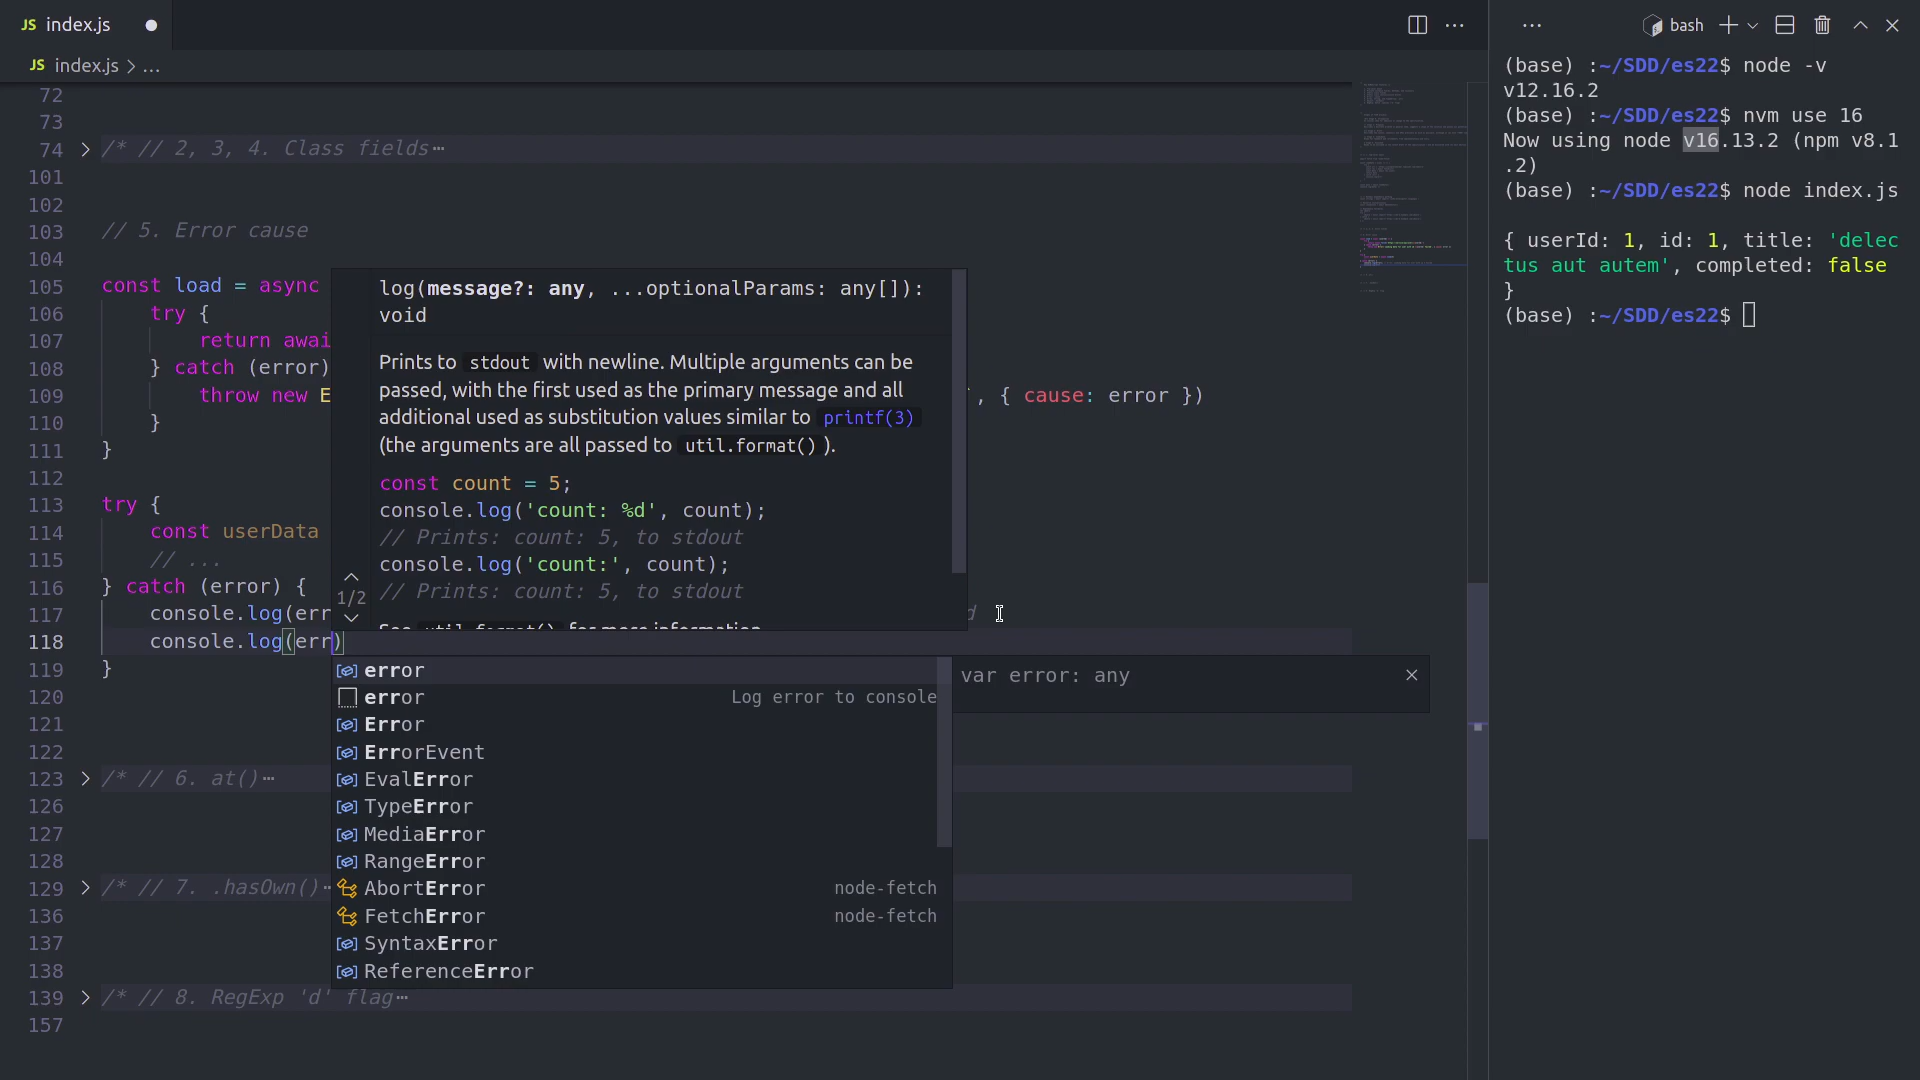 JS index.js
JS index.js > ...
72
73
74 > /* // 2, 3, 4. Class fields ···
101
102
103 // 5. Error cause
104
105 const load = async
106 try {
107 return awai
108 } catch (error)
109 throw new E , { cause: error })
110 }
111 }
112
113 try {
114 const userData
115 // ...
116 } catch (error) {
117 console.log(err
118 console.log(err)
119 }
120
121
122
123 > /* // 6. at() ···
126
127
128
129 > /* // 7. .hasOwn()
136
137
138
139 > /* // 8. RegExp 'd' flag ···
157
log(message?: any, ...optionalParams: any[]):
void
Prints to stdout with newline. Multiple arguments can be
passed, with the first used as the primary message and all
additional used as substitution values similar to printf(3)
(the arguments are all passed to util.format() ).
const count = 5;
console.log('count: %d', count);
// Prints: count: 5, to stdout
console.log('count:', count);
// Prints: count: 5, to stdout
See util.format() for more information
1/2
error
error Log error to console
Error
ErrorEvent
EvalError
TypeError
MediaError
RangeError
AbortError node-fetch
FetchError node-fetch
SyntaxError
ReferenceError
var error: any
bash
(base) :~/SDD/es22$ node -v
v12.16.2
(base) :~/SDD/es22$ nvm use 16
Now using node v16.13.2 (npm v8.1
.2)
(base) :~/SDD/es22$ node index.js
{ userId: 1, id: 1, title: 'delec
tus aut autem', completed: false
}
(base) :~/SDD/es22$